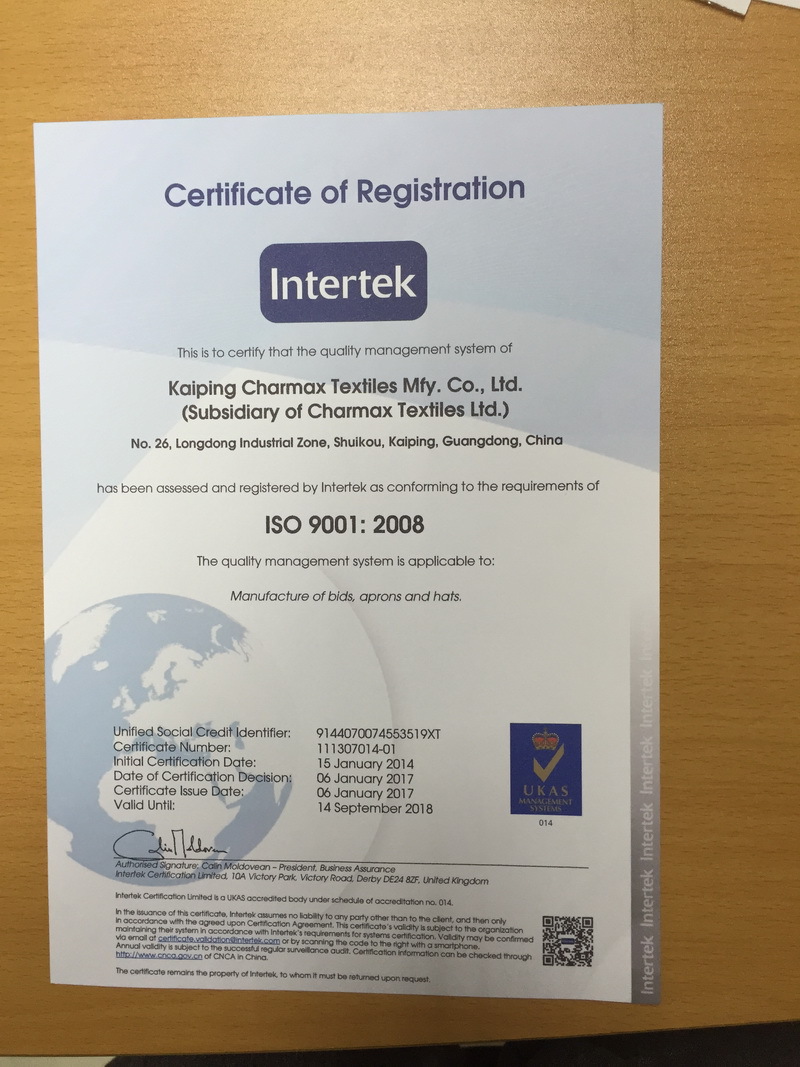 Certificate of Registration
Intertek
This is to certify that the quality management system of
Kaiping Charmax Textiles Mfy. Co., Ltd.
(Subsidiary of Charmax Textiles Ltd.)
No. 26, Longdong Industrial Zone, Shuikou, Kaiping, Guangdong, China
has been assessed and registered by Intertek as conforming to the requirements of
ISO 9001: 2008
The quality management system is applicable to:
Manufacture of bids, aprons and hats.
Unified Social Credit Identifier: 9144070074553519XT
Certificate Number: 111307014-01
Initial Certification Date: 15 January 2014
Date of Certification Decision: 06 January 2017
Certificate Issue Date: 06 January 2017
Valid Until: 14 September 2018
UKAS
MANAGEMENT
SYSTEMS
014
Calin Moldovean
Authorised Signature: Calin Moldovean – President, Business Assurance
Intertek Certification Limited, 10A Victory Park, Victory Road, Derby DE24 8ZF, United Kingdom
Intertek Certification Limited is a UKAS accredited body under schedule of accreditation no. 014.
In the issuance of this certificate, Intertek assumes no liability to any party other than to the client, and then only
in accordance with the agreed upon Certification Agreement. This certificate's validity is subject to the organization
maintaining their system in accordance with Intertek's requirements for systems certification. Validity may be confirmed
via email at certificate.validation@intertek.com or by scanning the code to the right with a smartphone.
Annual validity is subject to the successful regular surveillance audit. Certification information can be checked through
http://www.cnca.gov.cn of CNCA in China.
The certificate remains the property of Intertek, to whom it must be returned upon request.
Intertek Intertek Intertek Intertek Intertek